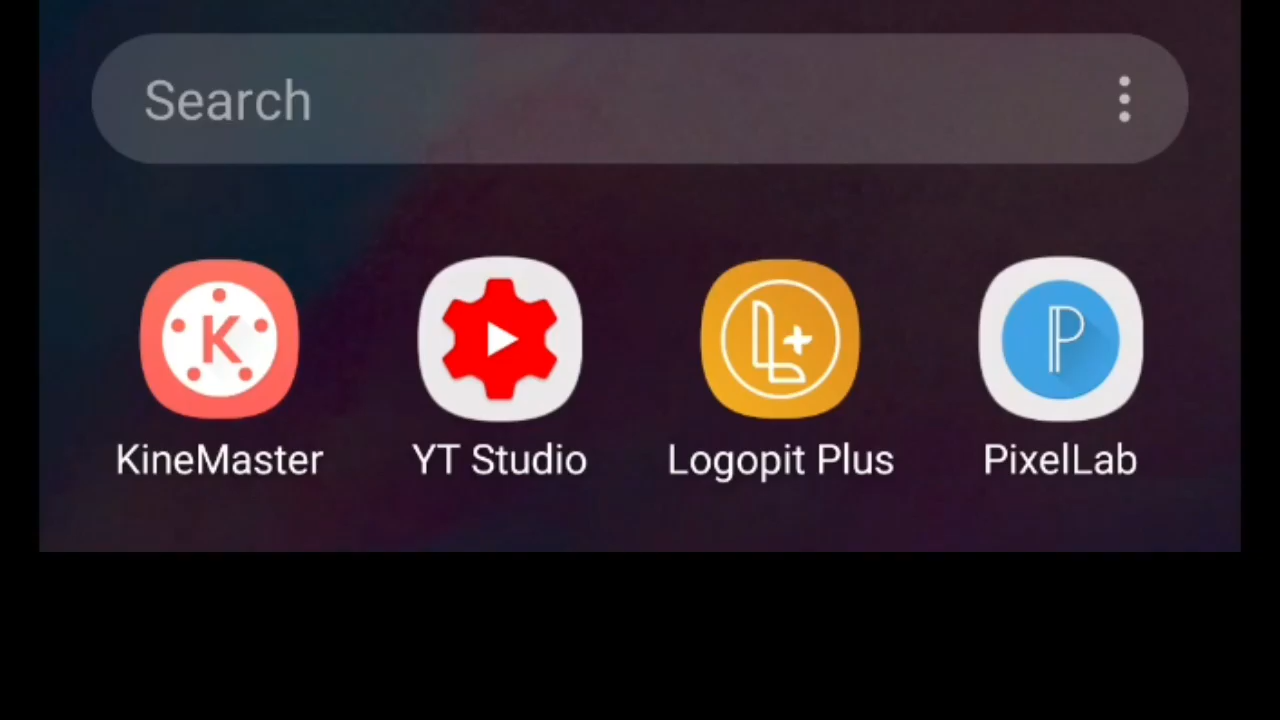 Search
K
L+
P
KineMaster
YT Studio
Logopit Plus
PixelLab